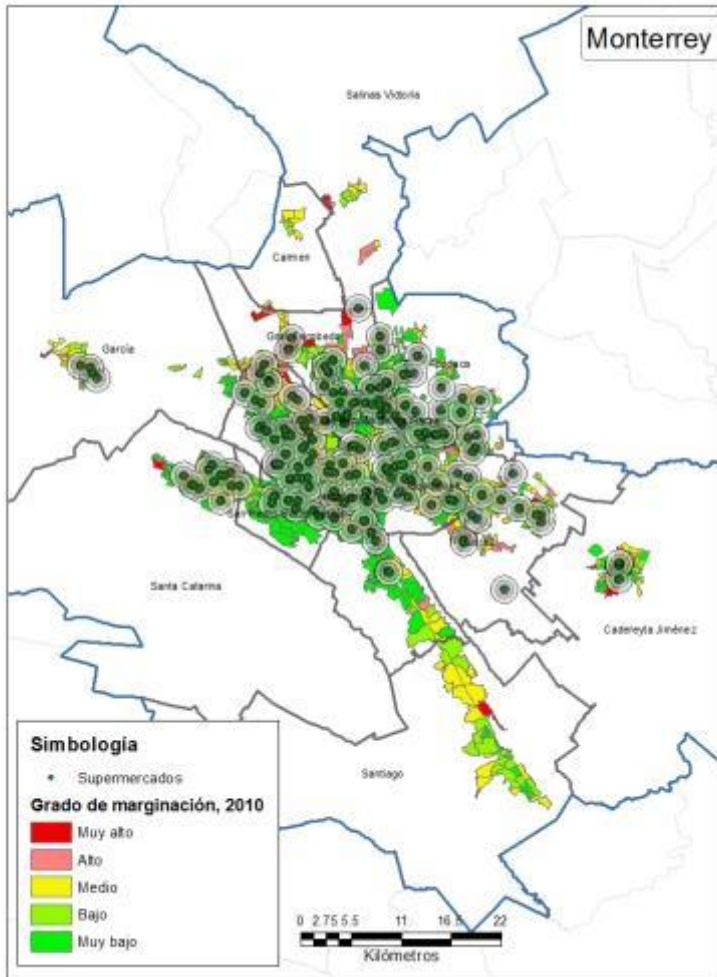 Monterrey
Salinas Victoria
Carmen
García
Santa Catarina
Cadereyta Jiménez
Santiago
Simbología
Supermercados
Grado de marginación, 2010
Muy alto
Alto
Medio
Bajo
Muy bajo
0 2.75 5.5 11 16.5 22
Kilómetros